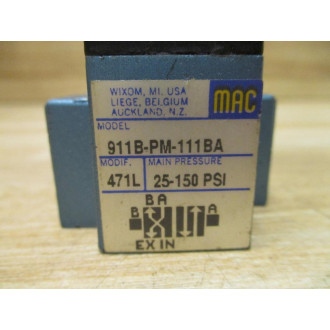 WIXOM, MI. USA
LIEGE, BELGIUM
AUCKLAND, N.Z.
MAC
MODEL
911B-PM-111BA
MODIF. MAIN PRESSURE
471L 25-150 PSI
BA
B A
EX IN